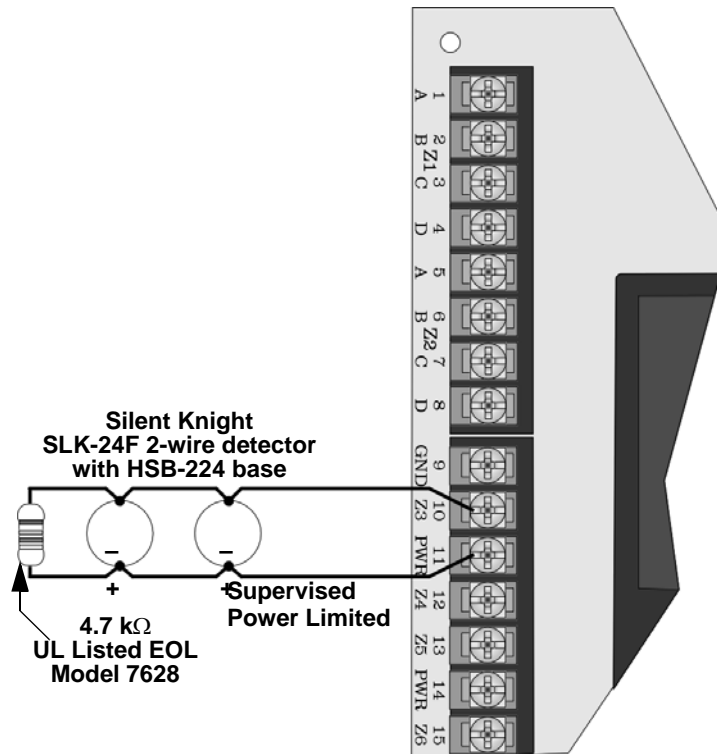 1
A
2
B
Z1
3
C
4
D
5
A
6
B
Z2
7
C
8
D
9
GND
10
Z3
11
PWR
12
Z4
13
Z5
14
PWR
15
Z6
Silent Knight
SLK-24F 2-wire detector
with HSB-224 base
–
–
+
+
Supervised
Power Limited
4.7 kΩ
UL Listed EOL
Model 7628